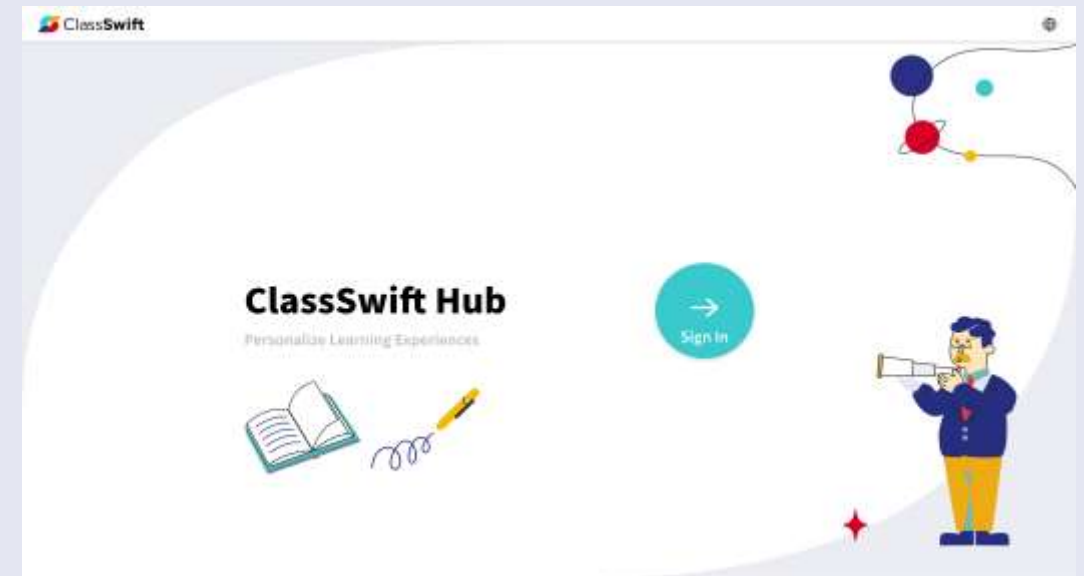 ClassSwift
ClassSwift Hub
Personalize Learning Experiences
Sign In